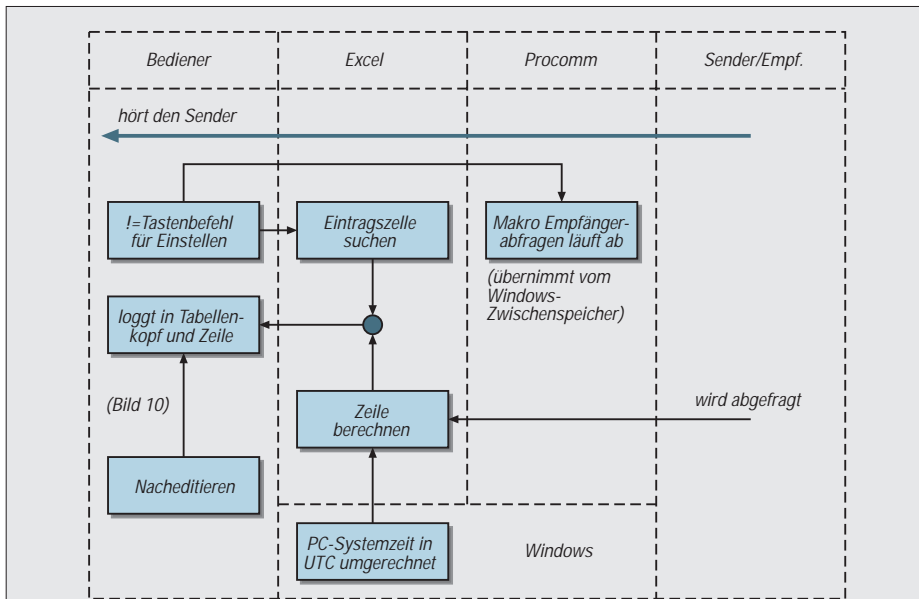 Bediener
Excel
Procomm
Sender/Empf.
hört den Sender
!=Tastenbefehl
für Einstellen
Eintragszelle
suchen
Makro Empfänger-
abfragen läuft ab
(übernimmt vom
Windows-
Zwischenspeicher)
loggt in Tabellen-
kopf und Zeile
(Bild 10)
Zeile
berechnen
wird abgefragt
Nacheditieren
PC-Systemzeit in
UTC umgerechnet
Windows